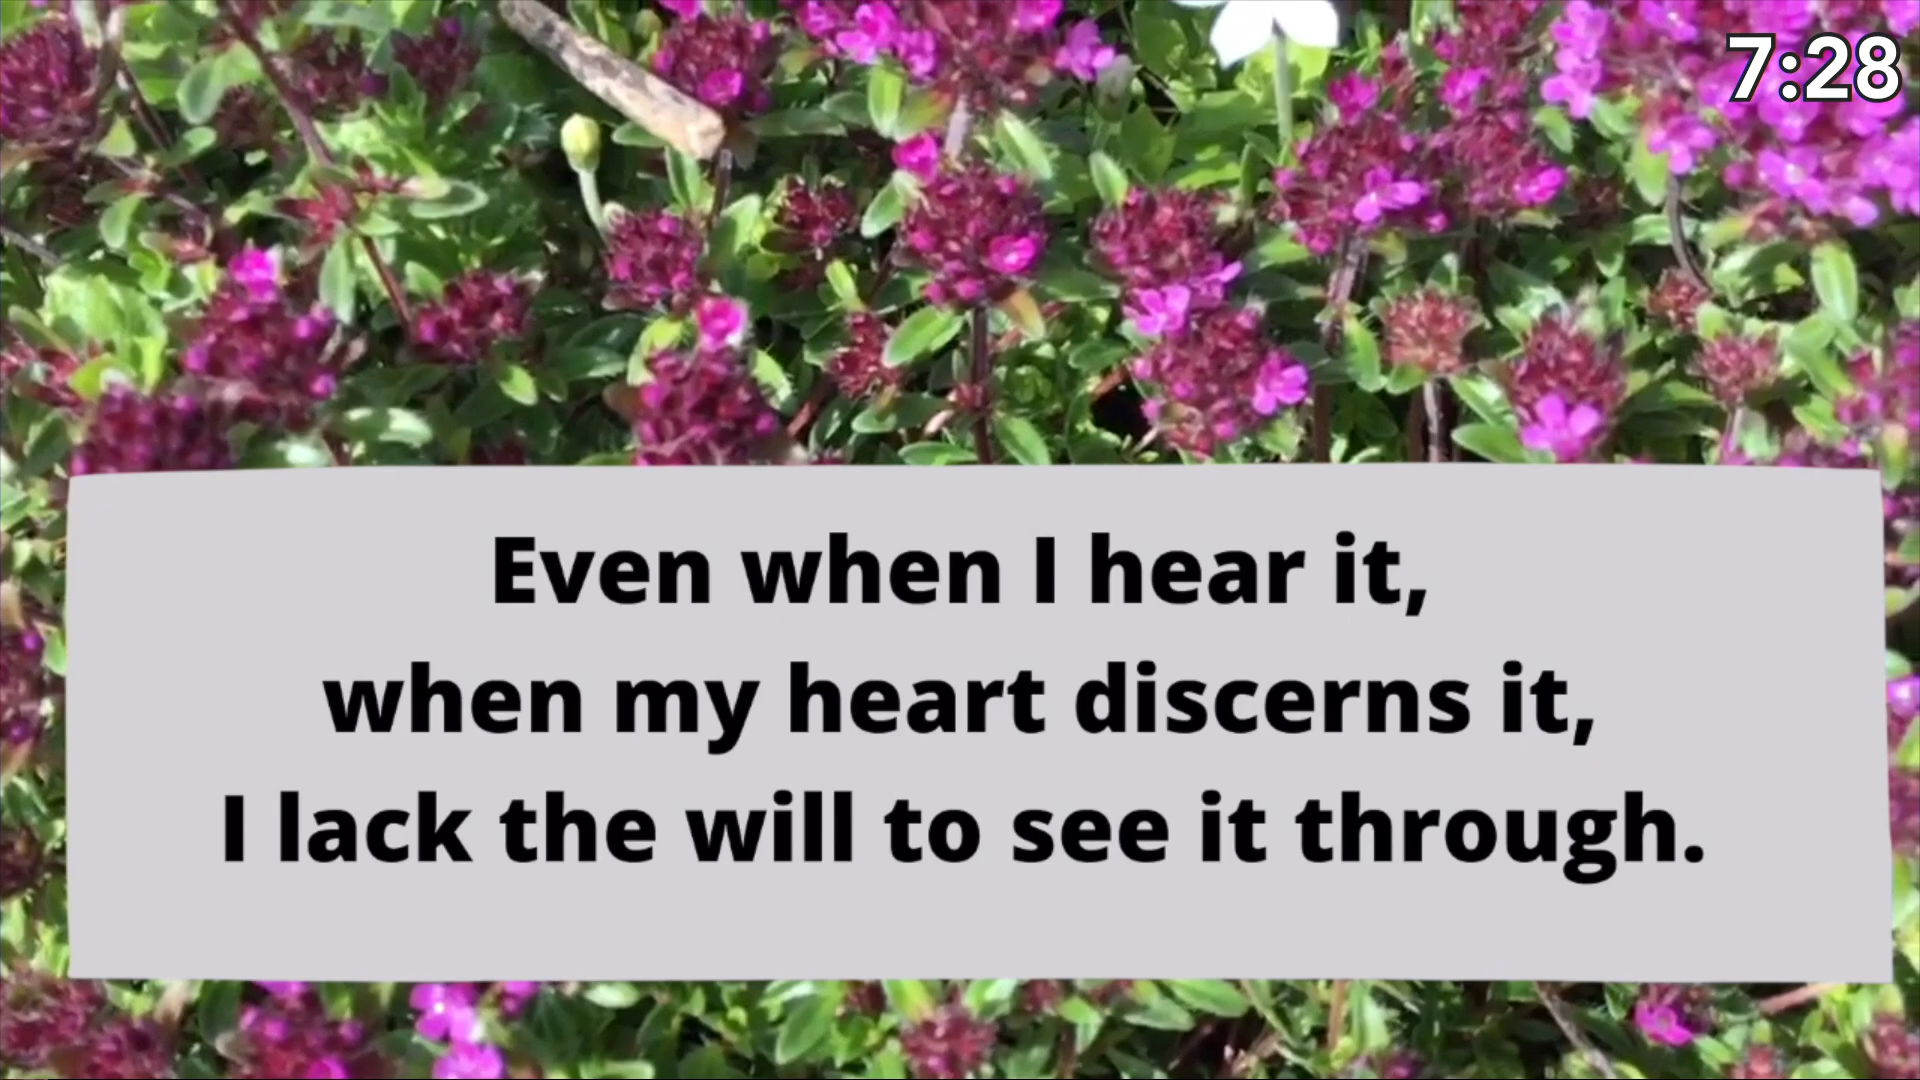 7:28
Even when I hear it,
when my heart discerns it,
I lack the will to see it through.